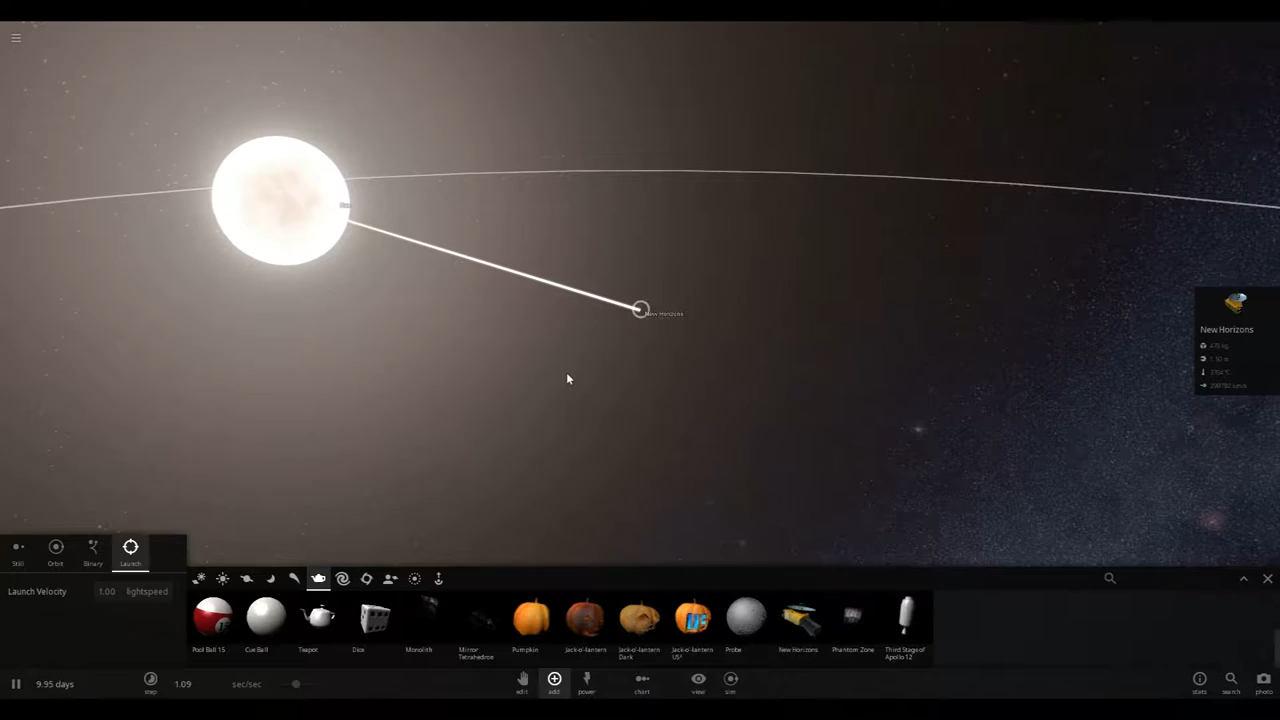 Sun
New Horizons
New Horizons
478 kg
Still
Orbit
Binary
Launch
Launch Velocity 1.00 lightspeed
Pool Ball 15
Cue Ball
Teapot
Dice
Monolith
Mirror
Tetrahedron
Pumpkin
Jack-o'-lantern
Jack-o'-lantern
Dark
Jack-o'-lantern
US²
Probe
New Horizons
Phantom Zone
Third Stage of
Apollo 12
9.95 days
step
1.09 sec/sec
edit
add
power
chart
view
sim
stats
search
photo